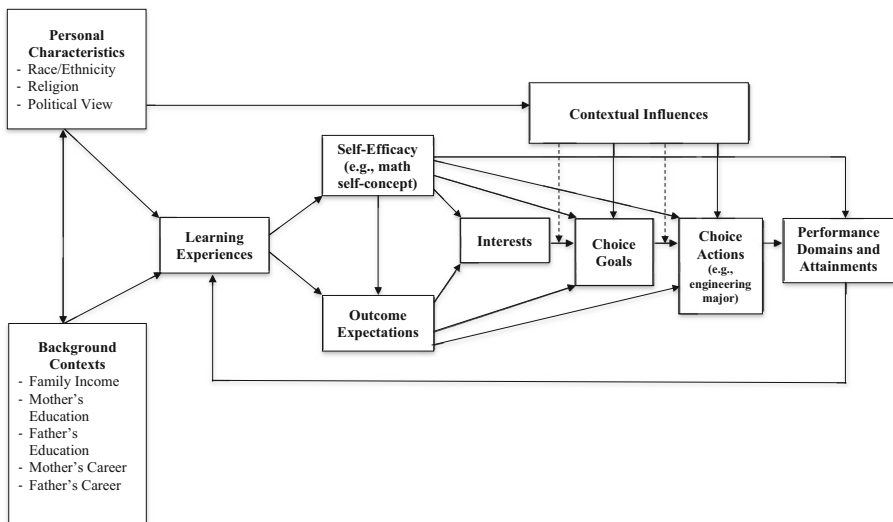 Personal
Characteristics
- Race/Ethnicity
- Religion
- Political View
Contextual Influences
Self-Efficacy
(e.g., math
self-concept)
Learning
Experiences
Interests
Choice
Goals
Choice
Actions
(e.g.,
engineering
major)
Performance
Domains and
Attainments
Outcome
Expectations
Background
Contexts
- Family Income
- Mother’s
Education
- Father’s
Education
- Mother’s Career
- Father’s Career